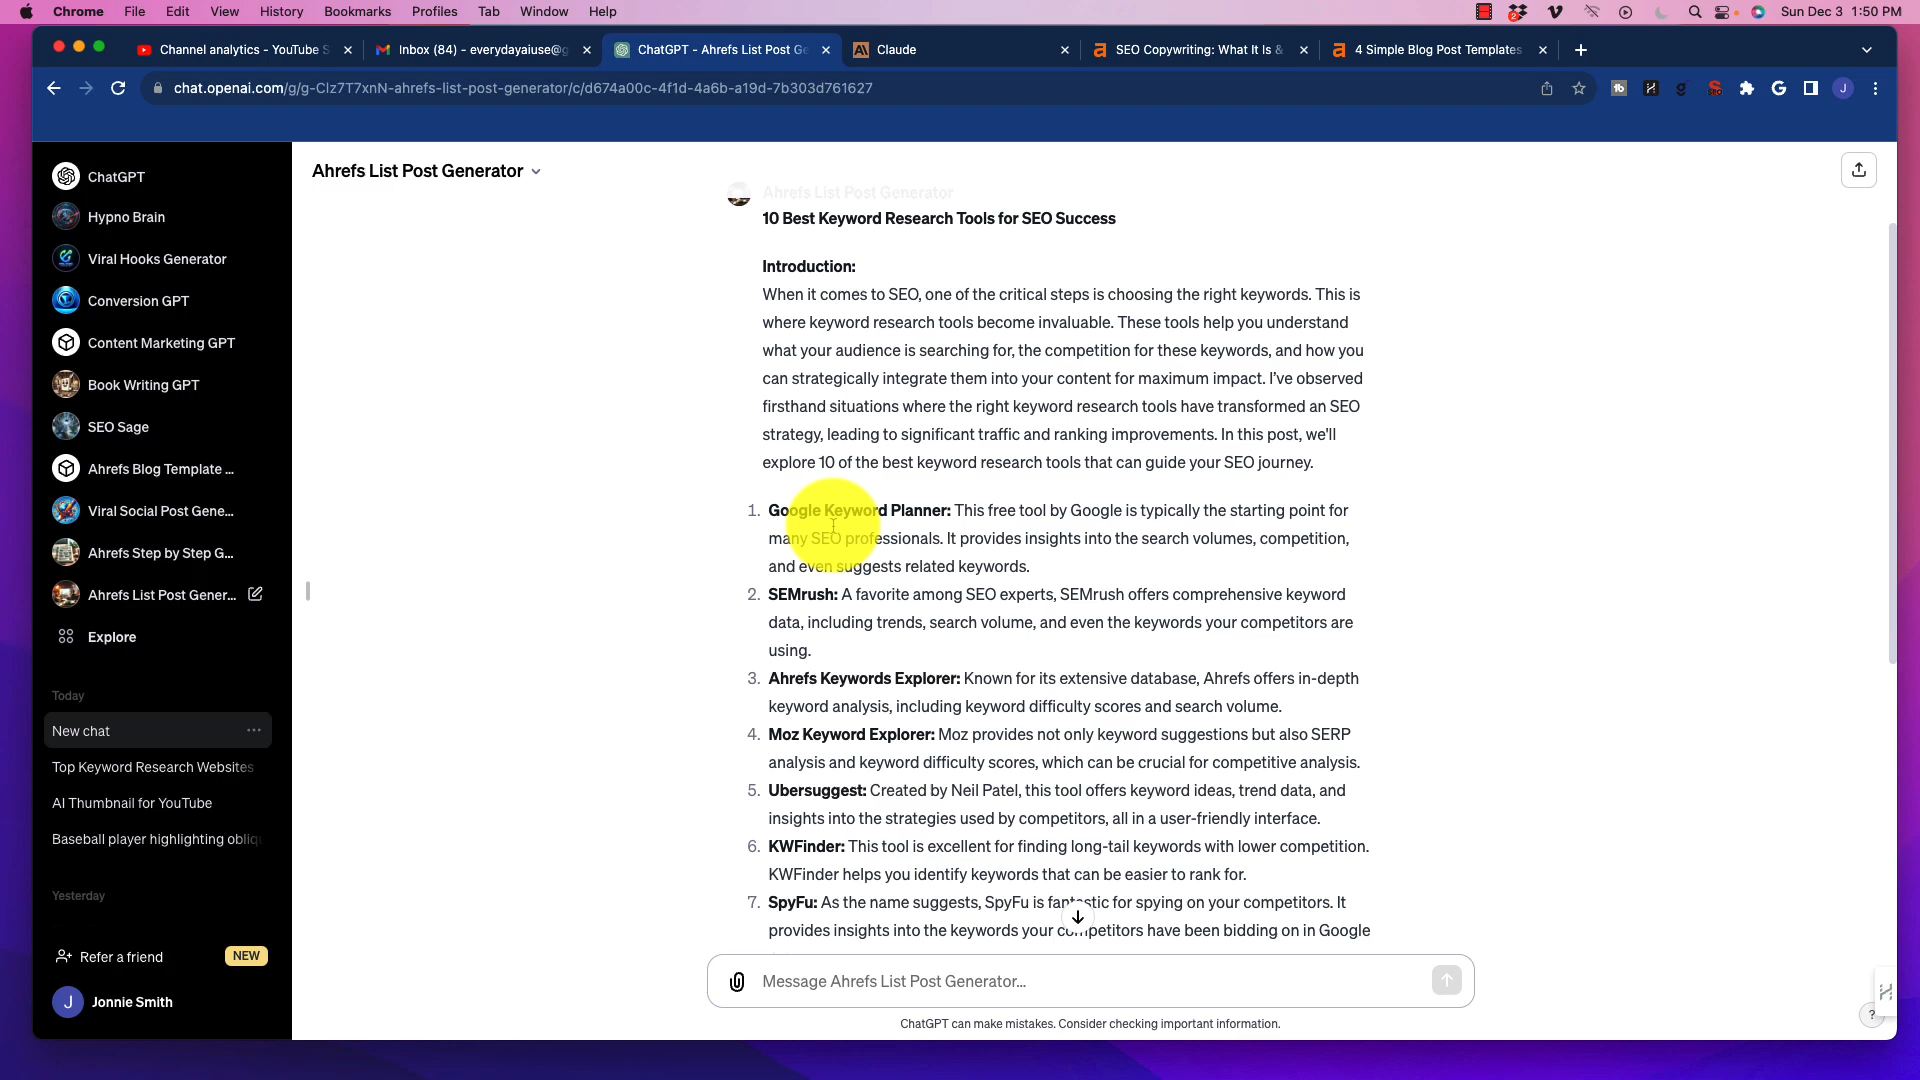 Chrome File Edit View History Bookmarks Profiles Tab Window Help
2
Sun Dec 3 1:50 PM
Channel analytics - YouTube S
Inbox (84) - everydayaiuse@g
ChatGPT - Ahrefs List Post Ge
Claude
SEO Copywriting: What It Is &
4 Simple Blog Post Templates
chat.openai.com/g/g-Clz7T7xnN-ahrefs-list-post-generator/c/d674a00c-4f1d-4a6b-a19d-7b303d761627
ChatGPT
Hypno Brain
Viral Hooks Generator
Conversion GPT
Content Marketing GPT
Book Writing GPT
SEO Sage
Ahrefs Blog Template ...
Viral Social Post Gene...
Ahrefs Step by Step G...
Ahrefs List Post Gener...
Explore
Today
New chat
Top Keyword Research Websites
AI Thumbnail for YouTube
Baseball player highlighting obliq
Yesterday
Refer a friend NEW
J Jonnie Smith
Ahrefs List Post Generator
Ahrefs List Post Generator
10 Best Keyword Research Tools for SEO Success
Introduction:
When it comes to SEO, one of the critical steps is choosing the right keywords. This is
where keyword research tools become invaluable. These tools help you understand
what your audience is searching for, the competition for these keywords, and how you
can strategically integrate them into your content for maximum impact. I've observed
firsthand situations where the right keyword research tools have transformed an SEO
strategy, leading to significant traffic and ranking improvements. In this post, we'll
explore 10 of the best keyword research tools that can guide your SEO journey.
1. Google Keyword Planner: This free tool by Google is typically the starting point for
many SEO professionals. It provides insights into the search volumes, competition,
and even suggests related keywords.
2. SEMrush: A favorite among SEO experts, SEMrush offers comprehensive keyword
data, including trends, search volume, and even the keywords your competitors are
using.
3. Ahrefs Keywords Explorer: Known for its extensive database, Ahrefs offers in-depth
keyword analysis, including keyword difficulty scores and search volume.
4. Moz Keyword Explorer: Moz provides not only keyword suggestions but also SERP
analysis and keyword difficulty scores, which can be crucial for competitive analysis.
5. Ubersuggest: Created by Neil Patel, this tool offers keyword ideas, trend data, and
insights into the strategies used by competitors, all in a user-friendly interface.
6. KWFinder: This tool is excellent for finding long-tail keywords with lower competition.
KWFinder helps you identify keywords that can be easier to rank for.
7. SpyFu: As the name suggests, SpyFu is fantastic for spying on your competitors. It
provides insights into the keywords your competitors have been bidding on in Google
Message Ahrefs List Post Generator...
ChatGPT can make mistakes. Consider checking important information.
?